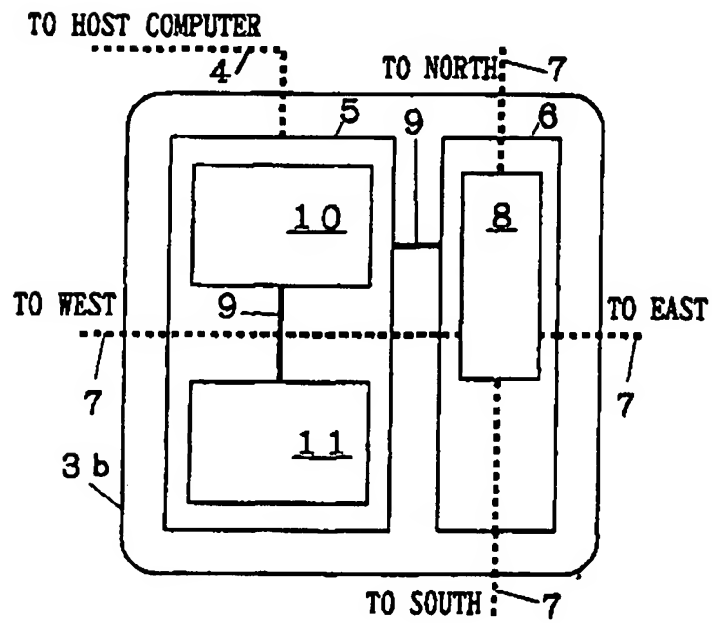 TO HOST COMPUTER
4
TO NORTH 7
5 9 6
10 8
TO WEST 9 TO EAST
7 7
11
3b
TO SOUTH 7